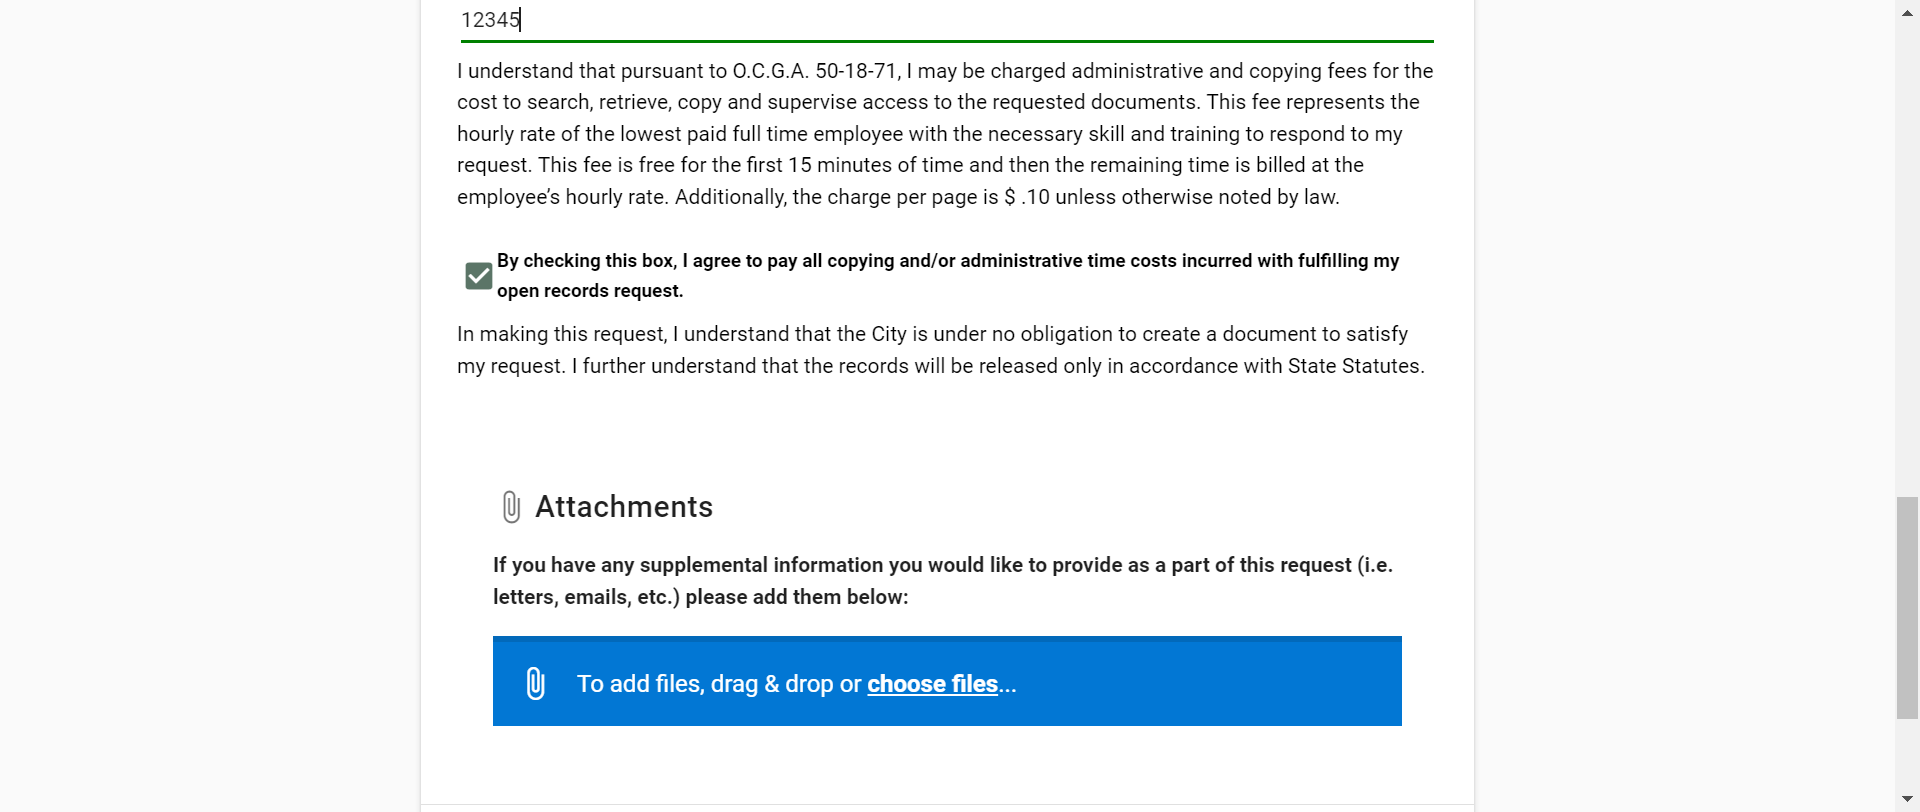 12345
I understand that pursuant to O.C.G.A. 50-18-71, I may be charged administrative and copying fees for the
cost to search, retrieve, copy and supervise access to the requested documents. This fee represents the
hourly rate of the lowest paid full time employee with the necessary skill and training to respond to my
request. This fee is free for the first 15 minutes of time and then the remaining time is billed at the
employee’s hourly rate. Additionally, the charge per page is $ .10 unless otherwise noted by law.
By checking this box, I agree to pay all copying and/or administrative time costs incurred with fulfilling my
open records request.
In making this request, I understand that the City is under no obligation to create a document to satisfy
my request. I further understand that the records will be released only in accordance with State Statutes.
Attachments
If you have any supplemental information you would like to provide as a part of this request (i.e.
letters, emails, etc.) please add them below:
To add files, drag & drop or choose files...